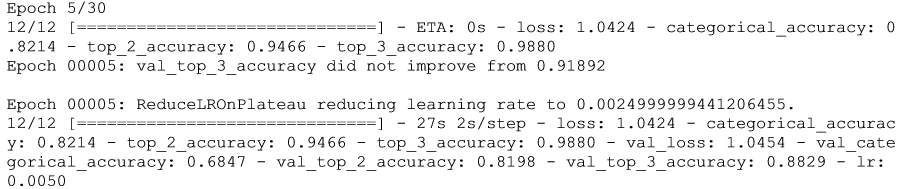 Epoch 5/30
12/12 [==============================] - ETA: 0s - loss: 1.0424 - categorical_accuracy: 0
.8214 - top_2_accuracy: 0.9466 - top_3_accuracy: 0.9880
Epoch 00005: val_top_3_accuracy did not improve from 0.91892

Epoch 00005: ReduceLROnPlateau reducing learning rate to 0.0024999999441206455.
12/12 [==============================] - 27s 2s/step - loss: 1.0424 - categorical_accurac
y: 0.8214 - top_2_accuracy: 0.9466 - top_3_accuracy: 0.9880 - val_loss: 1.0454 - val_cate
gorical_accuracy: 0.6847 - val_top_2_accuracy: 0.8198 - val_top_3_accuracy: 0.8829 - lr:
0.0050